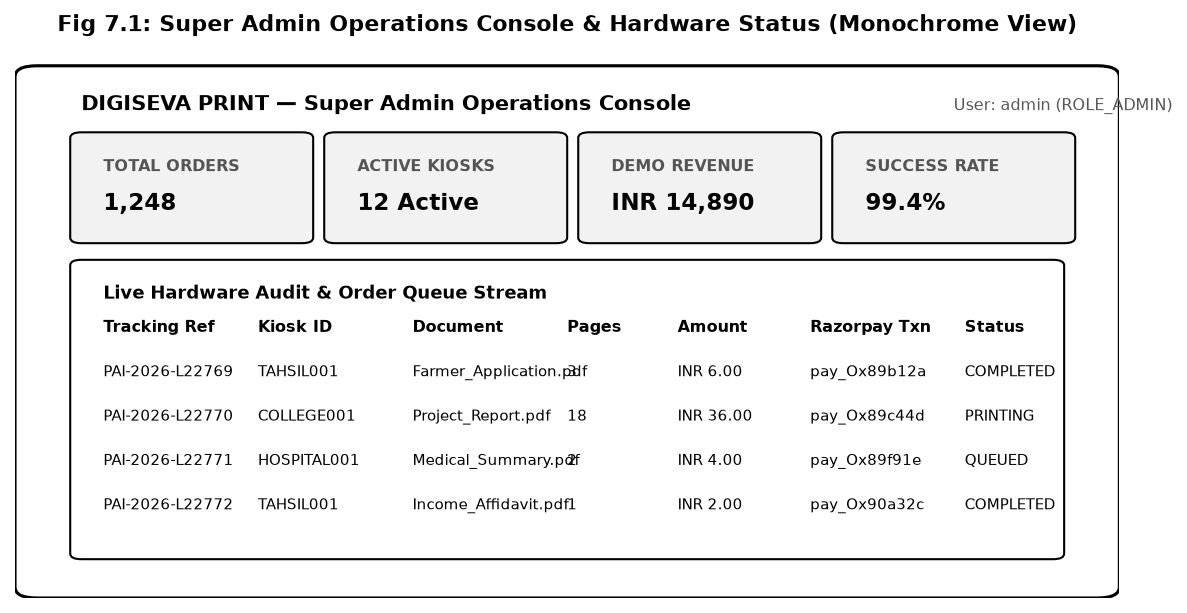 Fig 7.1: Super Admin Operations Console & Hardware Status (Monochrome View)
DIGISEVA PRINT — Super Admin Operations Console User: admin (ROLE_ADMIN)
TOTAL ORDERS ACTIVE KIOSKS DEMO REVENUE SUCCESS RATE
1,248 12 Active INR 14,890 99.4%
Live Hardware Audit & Order Queue Stream
Tracking Ref Kiosk ID Document Pages Amount Razorpay Txn Status
PAI-2026-L22769 TAHSIL001 Farmer_Application.pdf 3 INR 6.00 pay_Ox89b12a COMPLETED
PAI-2026-L22770 COLLEGE001 Project_Report.pdf 18 INR 36.00 pay_Ox89c44d PRINTING
PAI-2026-L22771 HOSPITAL001 Medical_Summary.pdf 2 INR 4.00 pay_Ox89f91e QUEUED
PAI-2026-L22772 TAHSIL001 Income_Affidavit.pdf 1 INR 2.00 pay_Ox90a32c COMPLETED